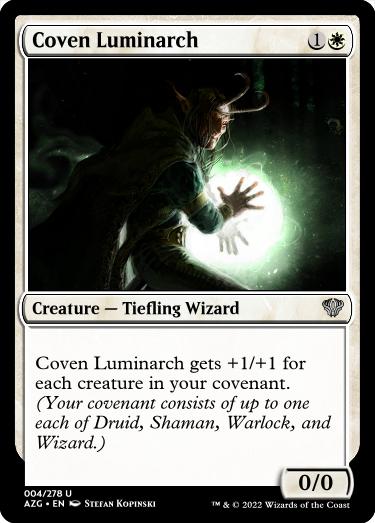 Coven Luminarch 1
Creature — Tiefling Wizard
Coven Luminarch gets +1/+1 for
each creature in your covenant.
(Your covenant consists of up to one
each of Druid, Shaman, Warlock, and
Wizard.)
0/0
004/278 U
AZG • EN STEFAN KOPINSKI
™ & © 2022 Wizards of the Coast